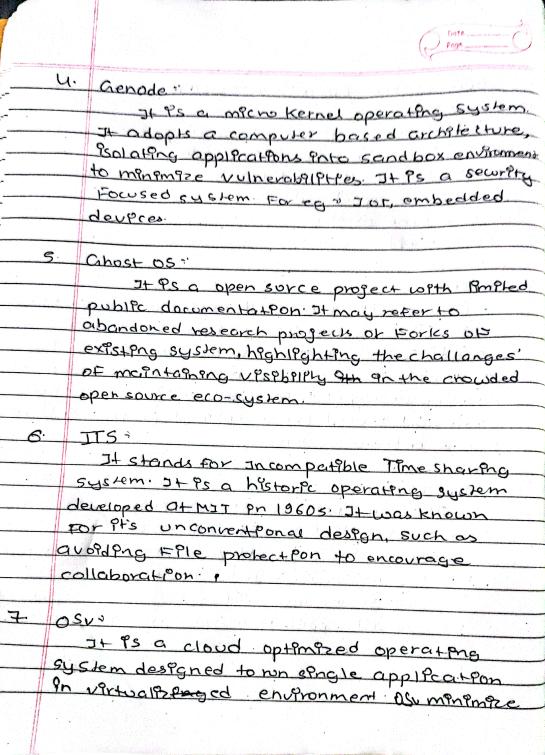 Date
Page
4. Genode :
It is a micro kernel operating system.
It adopts a computer based architecture,
isolating applications into sandbox enviroment
to minimize vulnerabilities. It is a security
Focused system. For eg :- IoT, embedded
devices.
5. Ghost OS :-
It is a open surce project with limited
public documentation. It may refer to
abandoned research projects or Forks of
existing system, highlighting the challanges
of maintaining visibility in the crowded
open source eco-system.
6. ITS :-
It stands for Incompatible Time sharing
system. It is a historic operating system
developed at MIT in 1960s. It was known
For it's unconventional design, such as
avoiding File protection to encourage
collaboration.
7. OSv :-
It is a cloud optimized operating
system designed to run single application
in virtualized environment OSv minimize